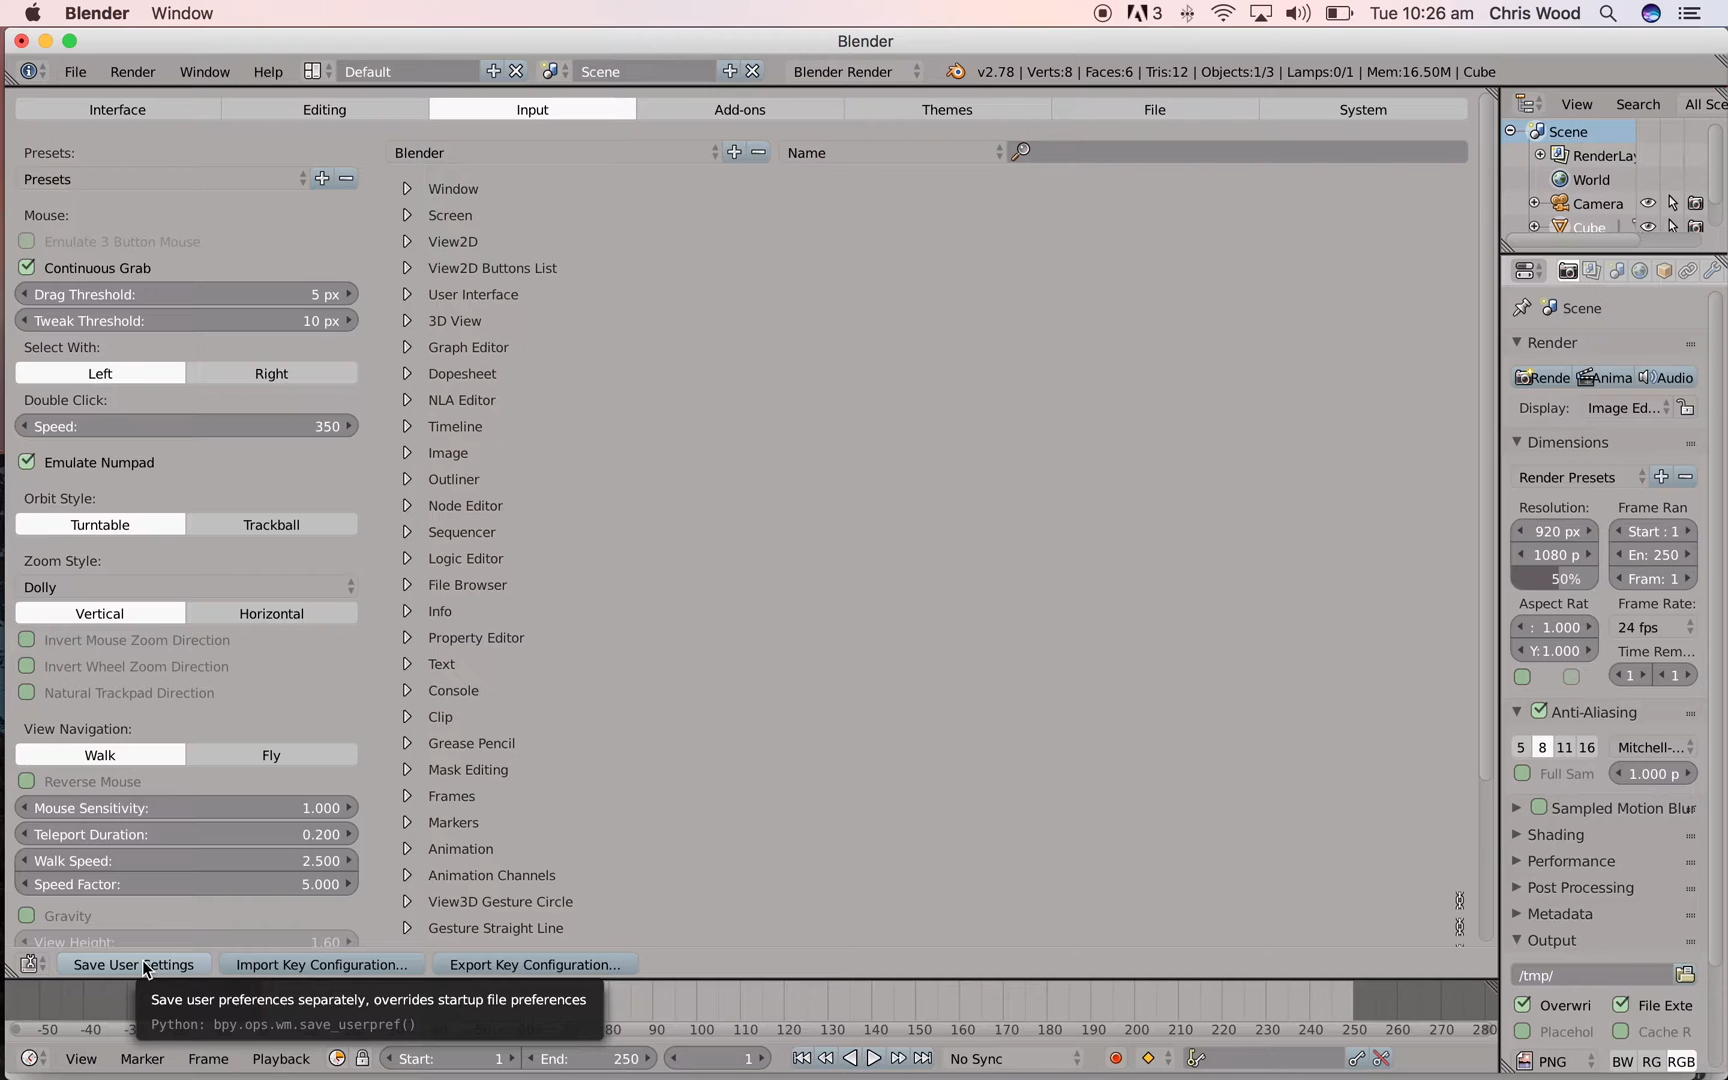 Blender Window 3 Tue 10:26 am Chris Wood
Blender
File Render Window Help Default Scene Blender Render v2.78 | Verts:8 | Faces:6 | Tris:12 | Objects:1/3 | Lamps:0/1 | Mem:16.50M | Cube
Interface Editing Input Add-ons Themes File System
Presets:
Presets
Mouse:
Emulate 3 Button Mouse
Continuous Grab
Drag Threshold: 5 px
Tweak Threshold: 10 px
Select With:
Left Right
Double Click:
Speed: 350
Emulate Numpad
Orbit Style:
Turntable Trackball
Zoom Style:
Dolly
Vertical Horizontal
Invert Mouse Zoom Direction
Invert Wheel Zoom Direction
Natural Trackpad Direction
View Navigation:
Walk Fly
Reverse Mouse
Mouse Sensitivity: 1.000
Teleport Duration: 0.200
Walk Speed: 2.500
Speed Factor: 5.000
Gravity
View Height: 1.60
Blender Name
Window
Screen
View2D
View2D Buttons List
User Interface
3D View
Graph Editor
Dopesheet
NLA Editor
Timeline
Image
Outliner
Node Editor
Sequencer
Logic Editor
File Browser
Info
Property Editor
Text
Console
Clip
Grease Pencil
Mask Editing
Frames
Markers
Animation
Animation Channels
View3D Gesture Circle
Gesture Straight Line
Save User Settings Import Key Configuration... Export Key Configuration...
Save user preferences separately, overrides startup file preferences
Python: bpy.ops.wm.save_userpref()
-50 -40 90 100 110 120 130 140 150 160 170 180 190 200 210 220 230 240 250 260 270 280
View Marker Frame Playback Start: 1 End: 250 1 No Sync
View Search All Sce
Scene
RenderLay
World
Camera
Cube
Scene
Render
Rende Anima Audio
Display: Image Ed...
Dimensions
Render Presets
Resolution: Frame Ran
920 px Start : 1
1080 p En: 250
50% Fram: 1
Aspect Rat Frame Rate:
: 1.000 24 fps
Y:1.000 Time Rem...
1 1
Anti-Aliasing
5 8 11 16 Mitchell-...
Full Sam 1.000 p
Sampled Motion Blur
Shading
Performance
Post Processing
Metadata
Output
/tmp/
Overwri File Exte
Placehol Cache R
PNG BW RG RGB